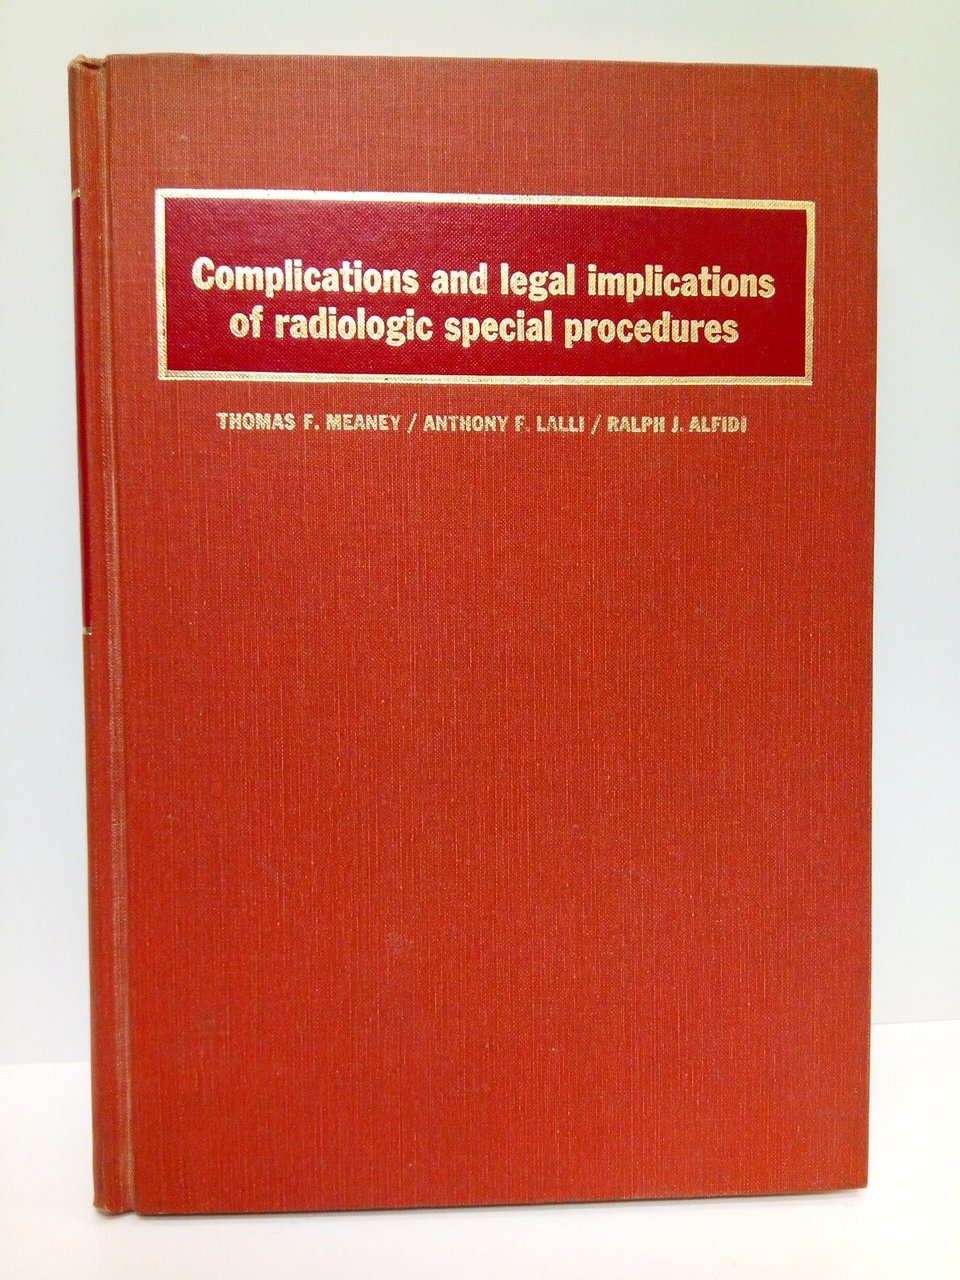 Complications and legal implications
of radiologic special procedures
THOMAS F. MEANEY / ANTHONY F. LALLI / RALPH J. ALFIDI